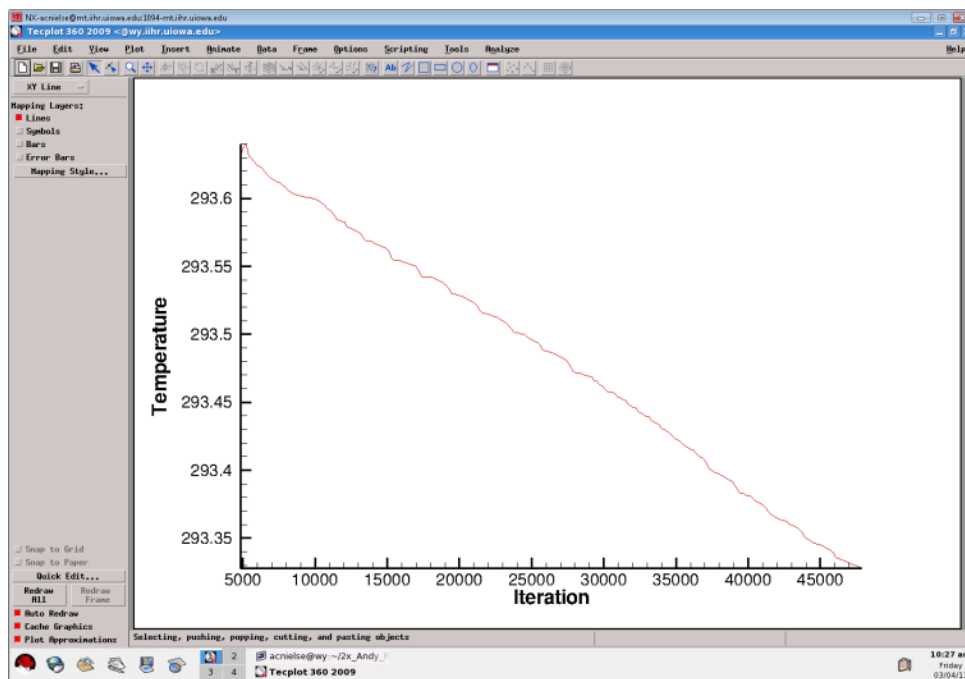 NX-acnielse@mt.iihr.uiowa.edu:1094-mt.iihr.uiowa.edu
Tecplot 360 2009 <@wy.iihr.uiowa.edu>
File Edit View Plot Insert Animate Data Frame Options Scripting Tools Analyze Help
XY Line
Mapping Layers:
Lines
Symbols
Bars
Error Bars
Mapping Style...
293.6
293.55
293.5
293.45
293.4
293.35
Temperature
5000 10000 15000 20000 25000 30000 35000 40000 45000
Iteration
Snap to Grid
Snap to Paper
Quick Edit...
Redraw All
Redraw Frame
Auto Redraw
Cache Graphics
Plot Approximations
Selecting, pushing, popping, cutting, and pasting objects
2
3 4
acnielse@wy:~/2x_Andy_
Tecplot 360 2009
10:27 am
Friday
03/04/1